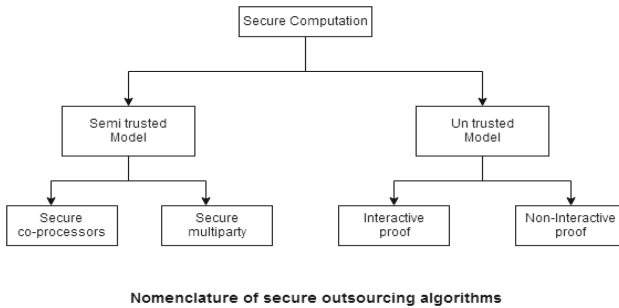 Secure Computation
Semi trusted
Model
Un trusted
Model
Secure
co-processors
Secure
multiparty
Interactive
proof
Non-Interactive
proof
Nomenclature of secure outsourcing algorithms